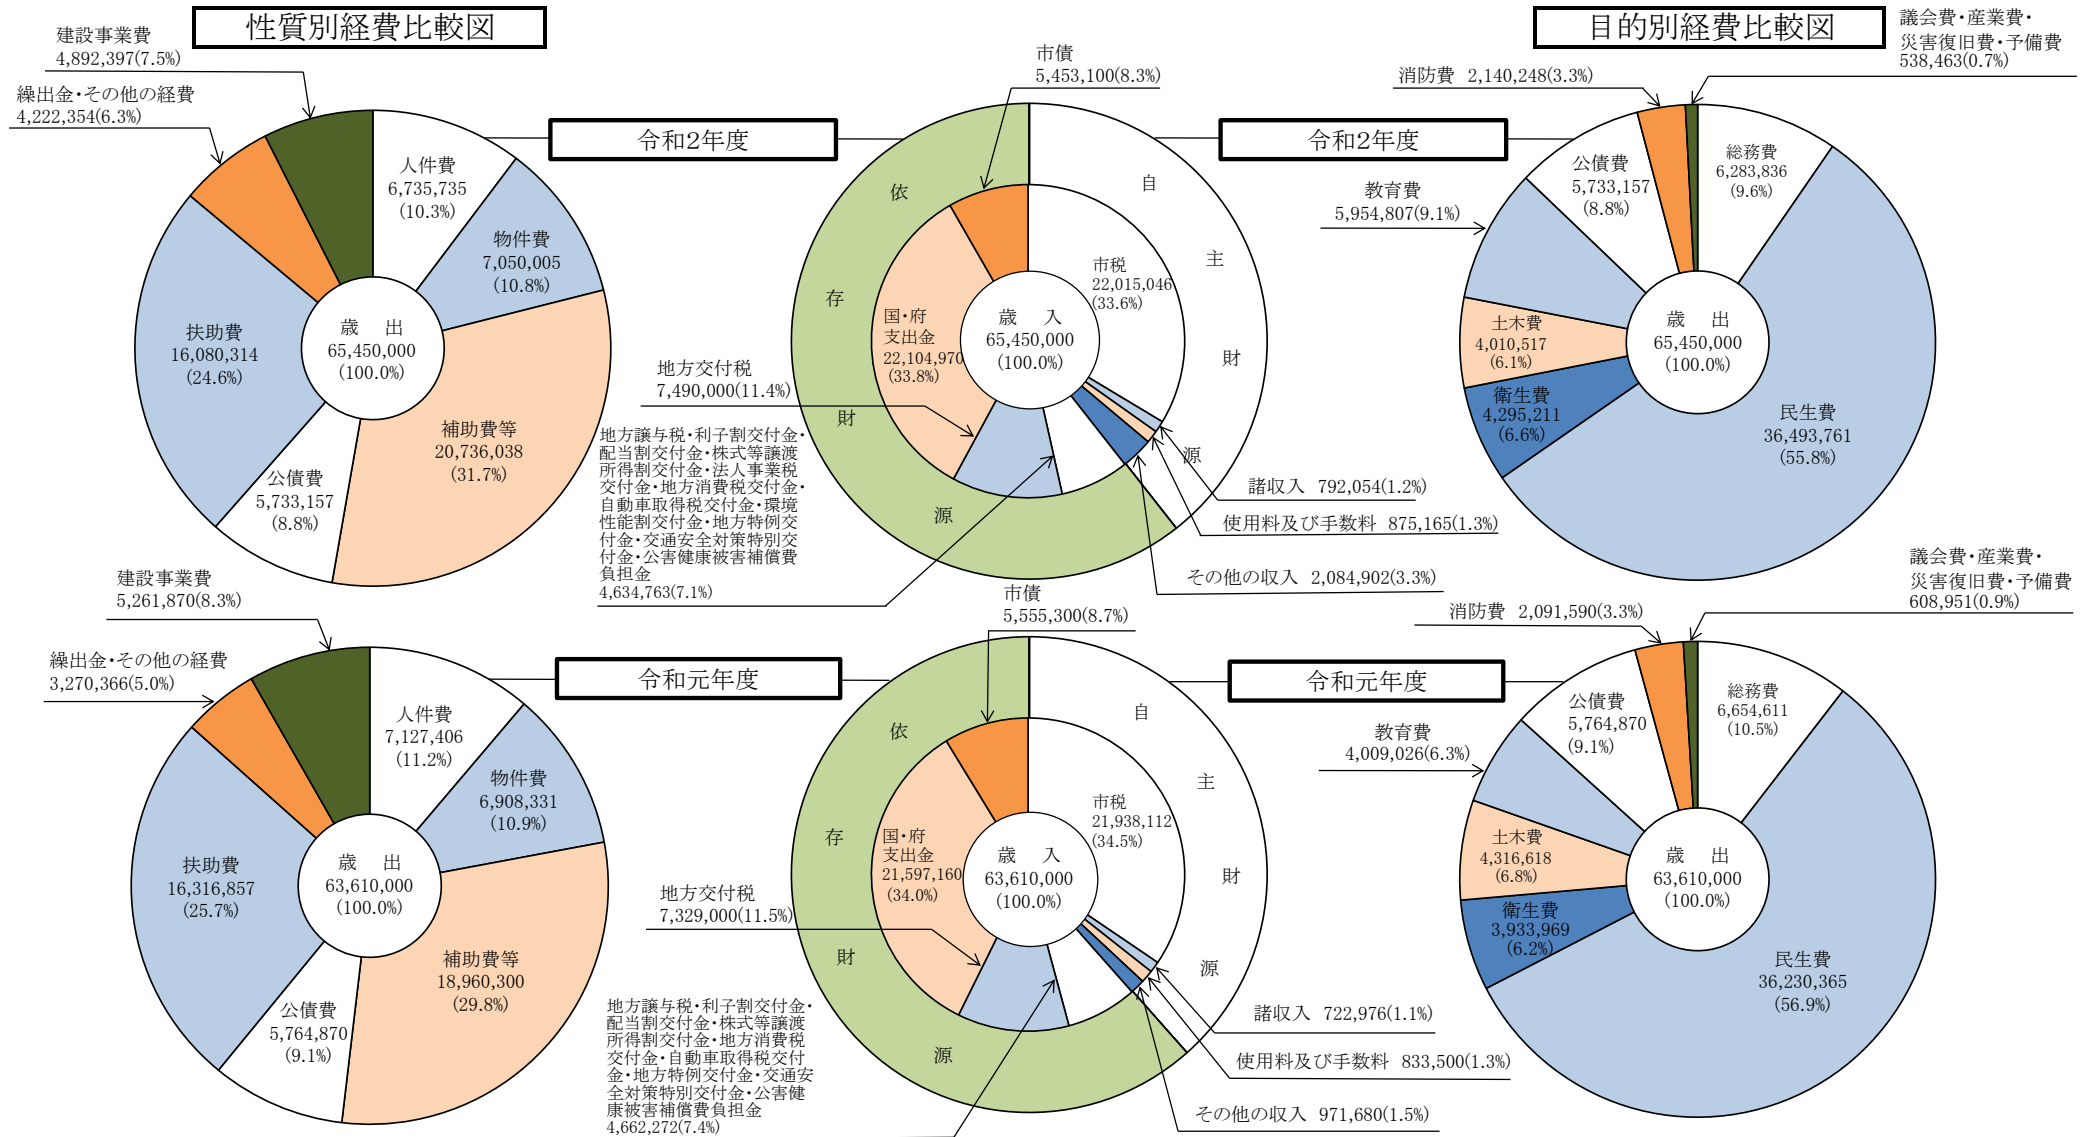 性質別経費比較図
目的別経費比較図
建設事業費
4,892,397(7.5%)
繰出金・その他の経費
4,222,354(6.3%)
令和2年度
人件費
6,735,735
(10.3%)
物件費
7,050,005
(10.8%)
補助費等
20,736,038
(31.7%)
公債費
5,733,157
(8.8%)
扶助費
16,080,314
(24.6%)
歳 出
65,450,000
(100.0%)
市債
5,453,100(8.3%)
依
存
財
源
自
主
財
源
市税
22,015,046
(33.6%)
国・府
支出金
22,104,970
(33.8%)
歳 入
65,450,000
(100.0%)
地方交付税
7,490,000(11.4%)
地方譲与税・利子割交付金・
配当割交付金・株式等譲渡
所得割交付金・法人事業税
交付金・地方消費税交付金・
自動車取得税交付金・環境
性能割交付金・地方特例交
付金・交通安全対策特別交
付金・公害健康被害補償費
負担金
4,634,763(7.1%)
諸収入 792,054(1.2%)
使用料及び手数料 875,165(1.3%)
その他の収入 2,084,902(3.3%)
令和2年度
議会費・産業費・
災害復旧費・予備費
538,463(0.7%)
消防費 2,140,248(3.3%)
公債費
5,733,157
(8.8%)
総務費
6,283,836
(9.6%)
教育費
5,954,807(9.1%)
土木費
4,010,517
(6.1%)
衛生費
4,295,211
(6.6%)
民生費
36,493,761
(55.8%)
歳 出
65,450,000
(100.0%)
建設事業費
5,261,870(8.3%)
繰出金・その他の経費
3,270,366(5.0%)
令和元年度
人件費
7,127,406
(11.2%)
物件費
6,908,331
(10.9%)
補助費等
18,960,300
(29.8%)
公債費
5,764,870
(9.1%)
扶助費
16,316,857
(25.7%)
歳 出
63,610,000
(100.0%)
市債
5,555,300(8.7%)
依
存
財
源
自
主
財
源
市税
21,938,112
(34.5%)
国・府
支出金
21,597,160
(34.0%)
歳 入
63,610,000
(100.0%)
地方交付税
7,329,000(11.5%)
地方譲与税・利子割交付金・
配当割交付金・株式等譲渡
所得割交付金・地方消費税
交付金・自動車取得税交付
金・地方特例交付金・交通安
全対策特別交付金・公害健
康被害補償費負担金
4,662,272(7.4%)
諸収入 722,976(1.1%)
使用料及び手数料 833,500(1.3%)
その他の収入 971,680(1.5%)
令和元年度
議会費・産業費・
災害復旧費・予備費
608,951(0.9%)
消防費 2,091,590(3.3%)
公債費
5,764,870
(9.1%)
総務費
6,654,611
(10.5%)
教育費
4,009,026(6.3%)
土木費
4,316,618
(6.8%)
衛生費
3,933,969
(6.2%)
民生費
36,230,365
(56.9%)
歳 出
63,610,000
(100.0%)